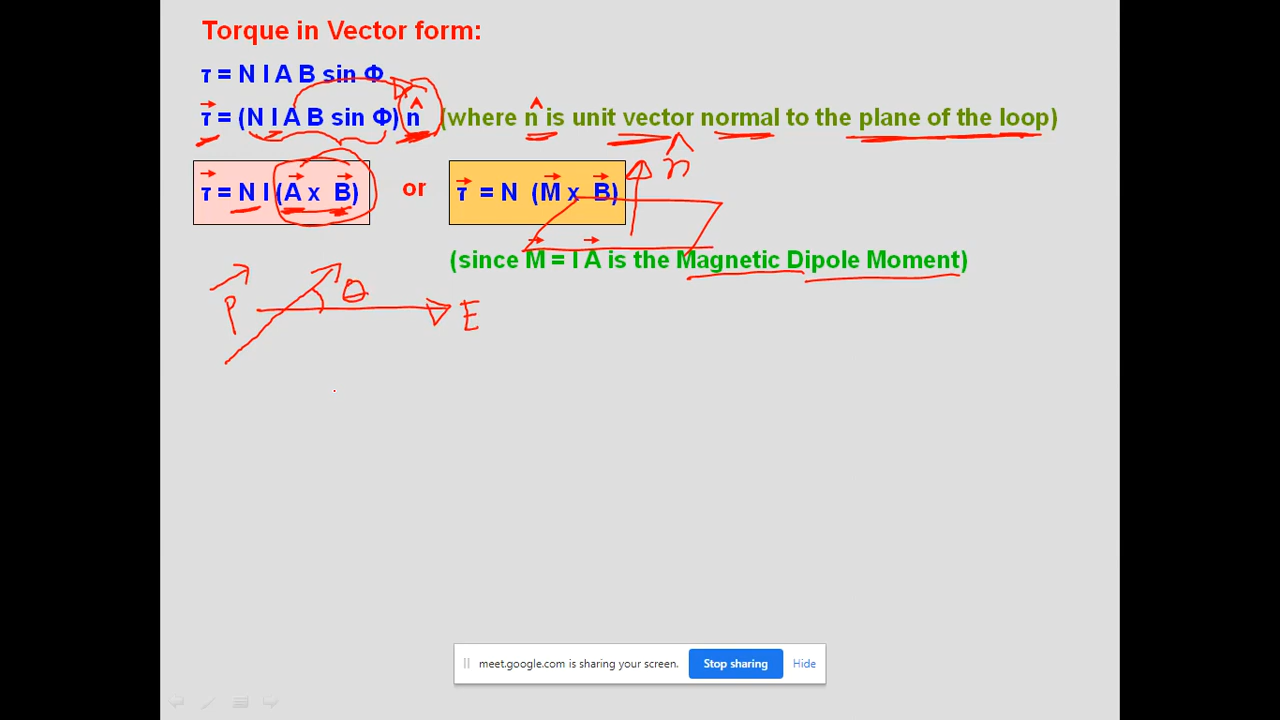 Torque in Vector form:
τ = N I A B sin Φ
τ⃗ = (N I A B sin Φ) n̂ (where n̂ is unit vector normal to the plane of the loop)
τ⃗ = N I (A⃗ x B⃗) or τ⃗ = N (M⃗ x B⃗)
n̂
(since M⃗ = I A⃗ is the Magnetic Dipole Moment)
P⃗ θ E
meet.google.com is sharing your screen. Stop sharing Hide